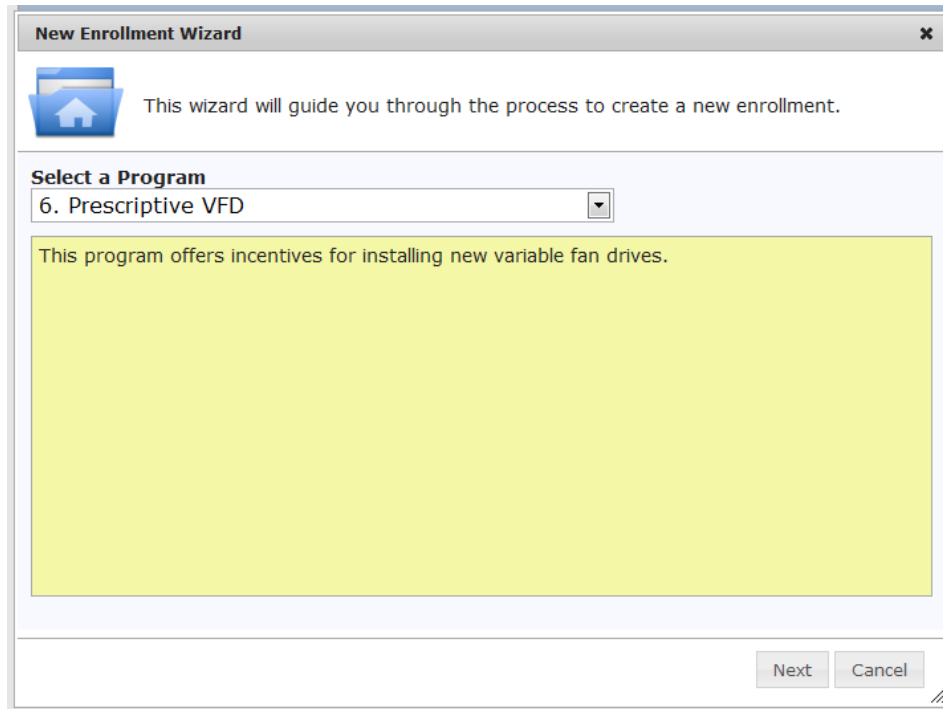 New Enrollment Wizard
This wizard will guide you through the process to create a new enrollment.
Select a Program
6. Prescriptive VFD
This program offers incentives for installing new variable fan drives.
Next Cancel